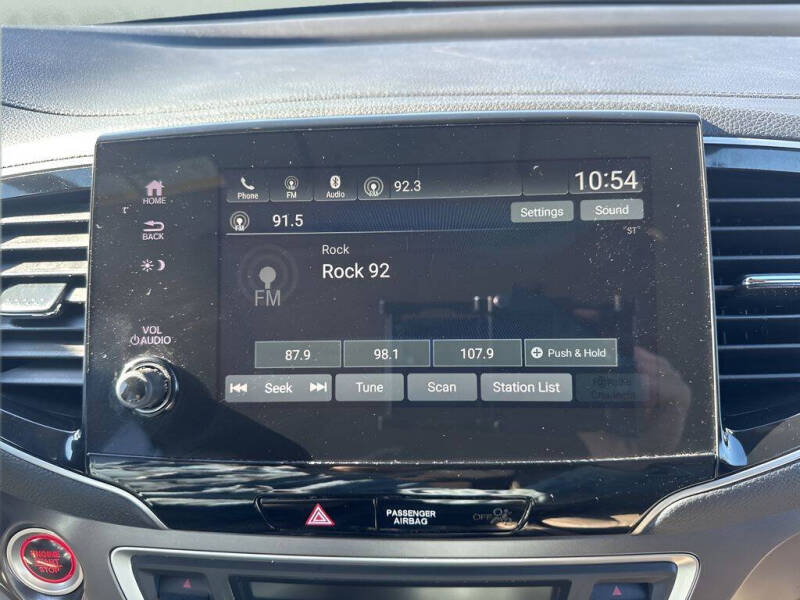 HOME
BACK
VOL
AUDIO
Phone
FM
Audio
92.3
10:54
FM
91.5
Settings
Sound
"ST"
Rock
Rock 92
FM
87.9
98.1
107.9
Push & Hold
Seek
Tune
Scan
Station List
PASSENGER
AIRBAG
OFF
ENGINE
START
STOP